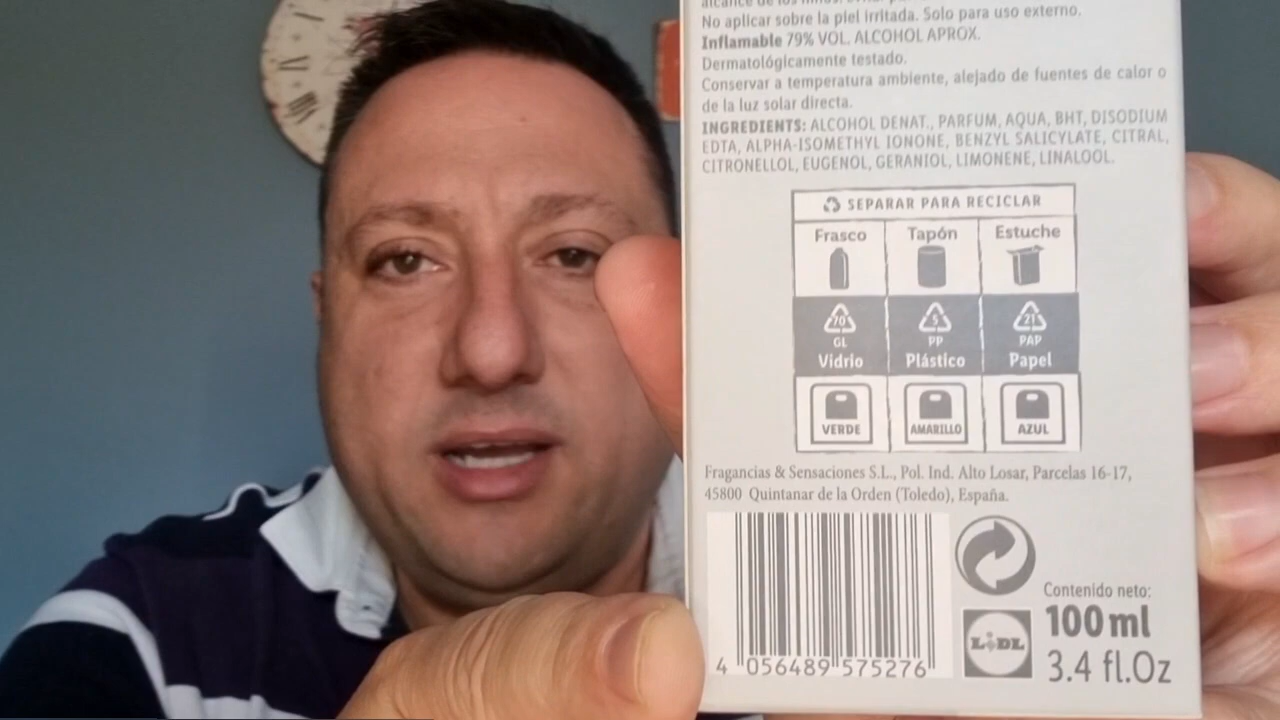 No aplicar sobre la piel irritada. Solo para uso externo.
Inflamable 79% VOL. ALCOHOL APROX.
Dermatológicamente testado.
Conservar a temperatura ambiente, alejado de fuentes de calor o
de la luz solar directa.
INGREDIENTS: ALCOHOL DENAT., PARFUM, AQUA, BHT, DISODIUM
EDTA, ALPHA-ISOMETHYL IONONE, BENZYL SALICYLATE, CITRAL,
CITRONELLOL, EUGENOL, GERANIOL, LIMONENE, LINALOOL.
SEPARAR PARA RECICLAR
Frasco Tapón Estuche
70 5 21
GL PP PAP
Vidrio Plástico Papel
VERDE AMARILLO AZUL
Fragancias & Sensaciones S.L., Pol. Ind. Alto Losar, Parcelas 16-17,
45800 Quintanar de la Orden (Toledo), España.
Contenido neto:
100 ml
LIDL
3.4 fl.Oz
4 056489 575276